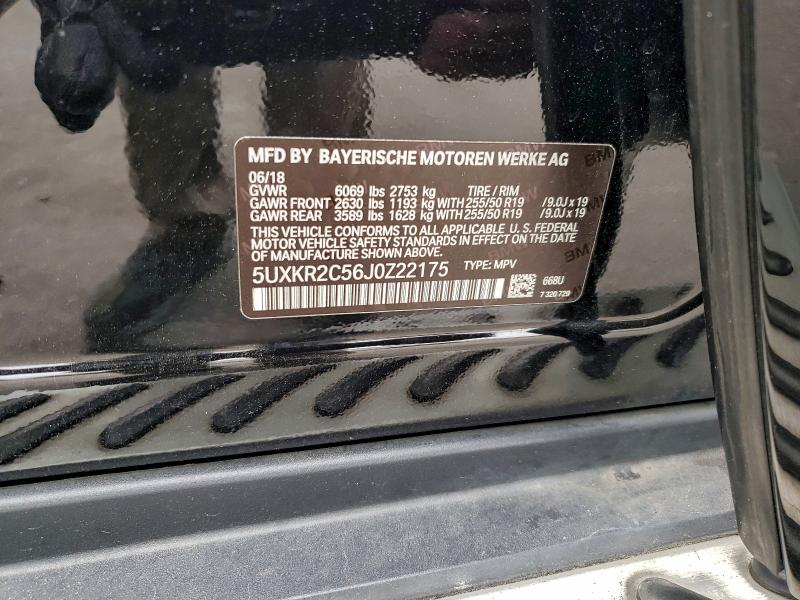 MFD BY BAYERISCHE MOTOREN WERKE AG
06/18
GVWR 6069 lbs 2753 kg TIRE / RIM
GAWR FRONT 2630 lbs 1193 kg WITH 255/50 R19 / 9.0J x 19
GAWR REAR 3589 lbs 1628 kg WITH 255/50 R19 / 9.0J x 19
THIS VEHICLE CONFORMS TO ALL APPLICABLE U. S. FEDERAL
MOTOR VEHICLE SAFETY STANDARDS IN EFFECT ON THE DATE
OF MANUFACTURE SHOWN ABOVE.
5UXKR2C56J0Z22175 TYPE: MPV
668U
7 320 729